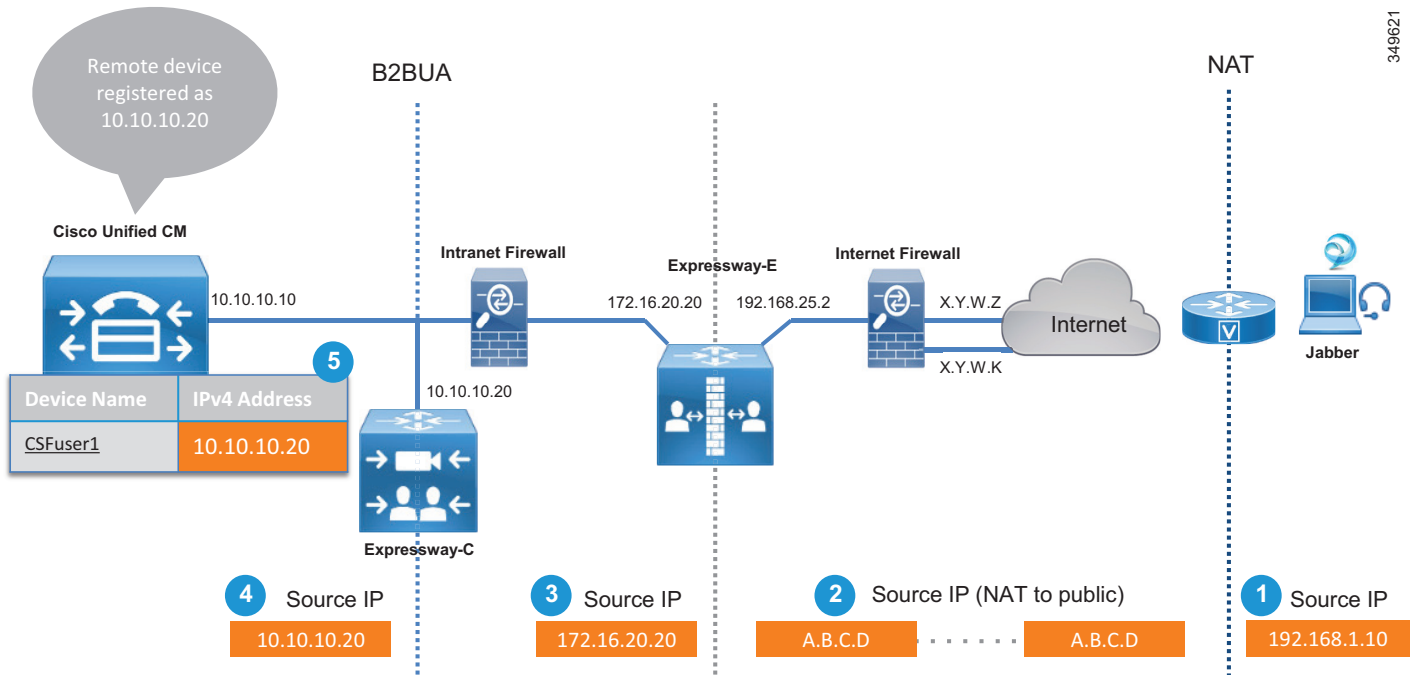 349621
Remote device
registered as
10.10.10.20
B2BUA
NAT
Cisco Unified CM
Intranet Firewall
Expressway-E
Internet Firewall
10.10.10.10
172.16.20.20
192.168.25.2
X.Y.W.Z
Internet
V
X.Y.W.K
Jabber
5
Device Name
IPv4 Address
CSFuser1
10.10.10.20
10.10.10.20
Expressway-C
4
Source IP
3
Source IP
2
Source IP (NAT to public)
1
Source IP
10.10.10.20
172.16.20.20
A.B.C.D
A.B.C.D
192.168.1.10